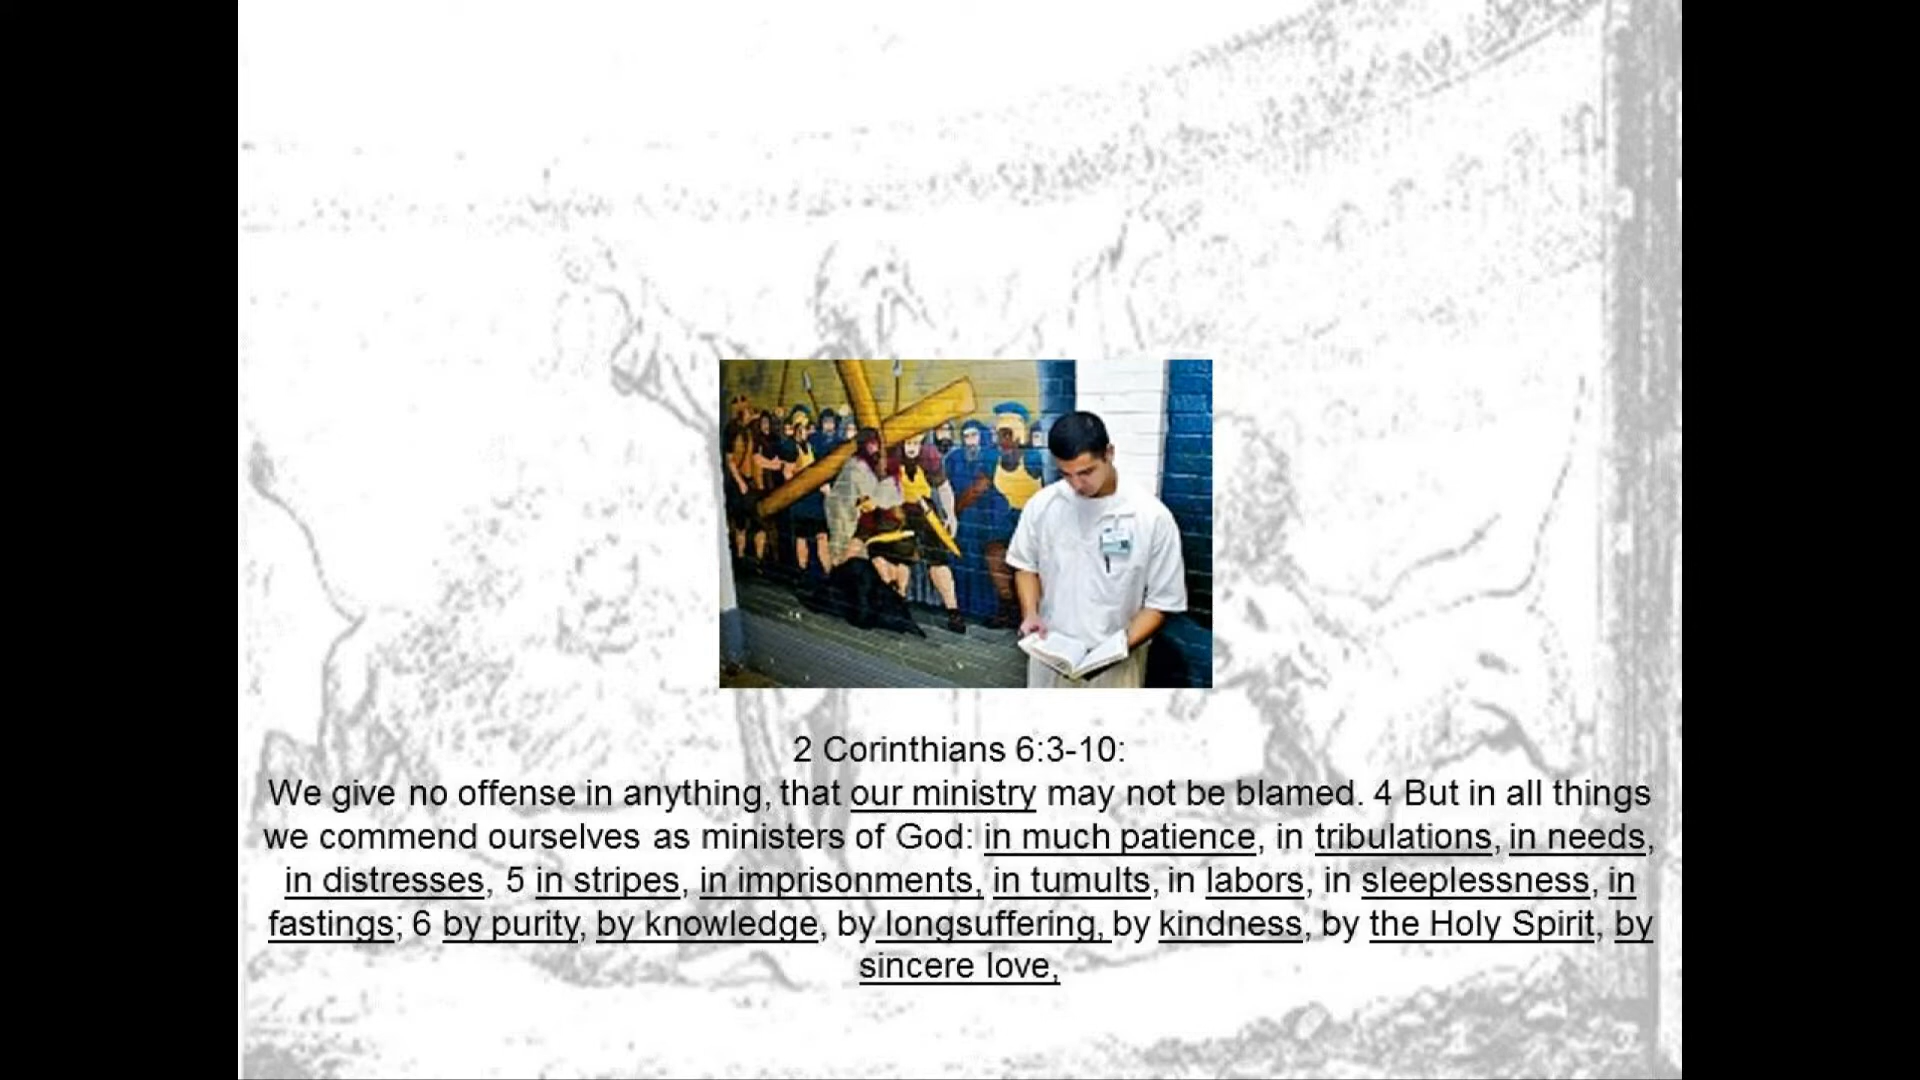 2 Corinthians 6:3-10:
We give no offense in anything, that our ministry may not be blamed. 4 But in all things
we commend ourselves as ministers of God: in much patience, in tribulations, in needs,
in distresses, 5 in stripes, in imprisonments, in tumults, in labors, in sleeplessness, in
fastings; 6 by purity, by knowledge, by longsuffering, by kindness, by the Holy Spirit, by
sincere love,